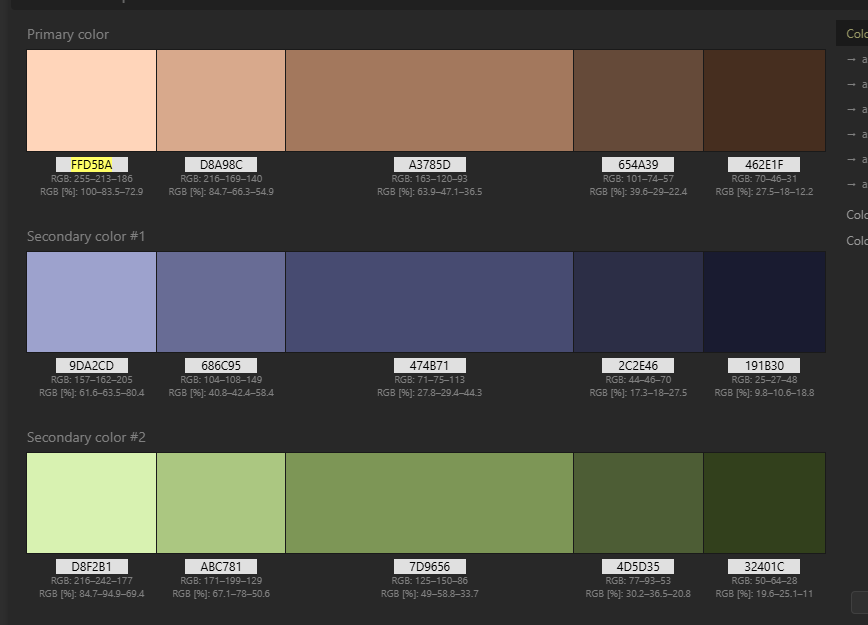 Primary color
FFD5BA
D8A98C
A3785D
654A39
462E1F
RGB: 255–213–186
RGB: 216–169–140
RGB: 163–120–93
RGB: 101–74–57
RGB: 70–46–31
RGB [%]: 100–83.5–72.9
RGB [%]: 84.7–66.3–54.9
RGB [%]: 63.9–47.1–36.5
RGB [%]: 39.6–29–22.4
RGB [%]: 27.5–18–12.2
Secondary color #1
9DA2CD
686C95
474B71
2C2E46
191B30
RGB: 157–162–205
RGB: 104–108–149
RGB: 71–75–113
RGB: 44–46–70
RGB: 25–27–48
RGB [%]: 61.6–63.5–80.4
RGB [%]: 40.8–42.4–58.4
RGB [%]: 27.8–29.4–44.3
RGB [%]: 17.3–18–27.5
RGB [%]: 9.8–10.6–18.8
Secondary color #2
D8F2B1
ABC781
7D9656
4D5D35
32401C
RGB: 216–242–177
RGB: 171–199–129
RGB: 125–150–86
RGB: 77–93–53
RGB: 50–64–28
RGB [%]: 84.7–94.9–69.4
RGB [%]: 67.1–78–50.6
RGB [%]: 49–58.8–33.7
RGB [%]: 30.2–36.5–20.8
RGB [%]: 19.6–25.1–11